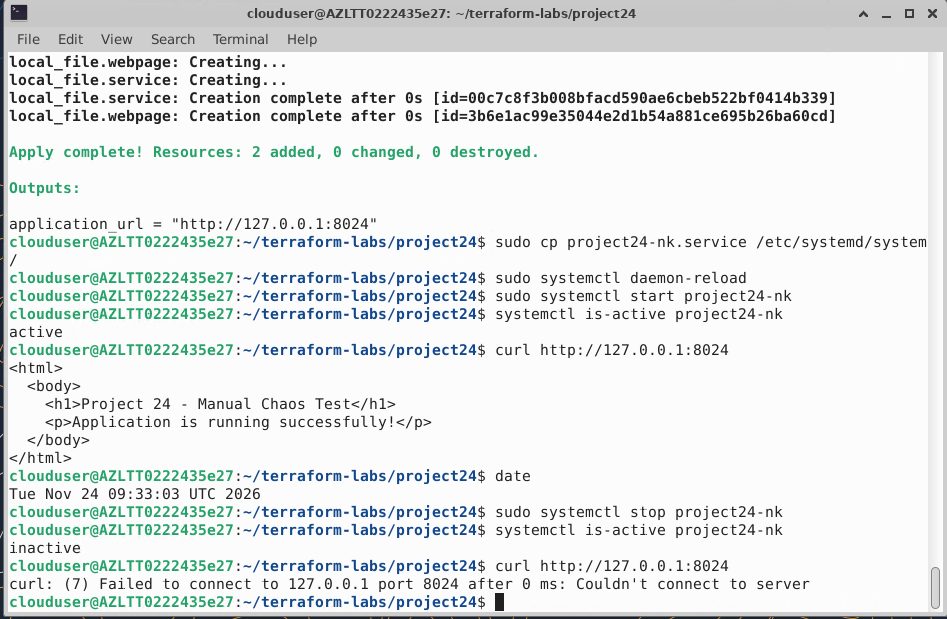 clouduser@AZLTT0222435e27: ~/terraform-labs/project24
File Edit View Search Terminal Help
local_file.webpage: Creating...
local_file.service: Creating...
local_file.service: Creation complete after 0s [id=00c7c8f3b008bfacd590ae6cbeb522bf0414b339]
local_file.webpage: Creation complete after 0s [id=3b6e1ac99e35044e2d1b54a881ce695b26ba60cd]
Apply complete! Resources: 2 added, 0 changed, 0 destroyed.
Outputs:
application_url = "http://127.0.0.1:8024"
clouduser@AZLTT0222435e27:~/terraform-labs/project24$ sudo cp project24-nk.service /etc/systemd/system
/
clouduser@AZLTT0222435e27:~/terraform-labs/project24$ sudo systemctl daemon-reload
clouduser@AZLTT0222435e27:~/terraform-labs/project24$ sudo systemctl start project24-nk
clouduser@AZLTT0222435e27:~/terraform-labs/project24$ systemctl is-active project24-nk
active
clouduser@AZLTT0222435e27:~/terraform-labs/project24$ curl http://127.0.0.1:8024
<html>
  <body>
    <h1>Project 24 - Manual Chaos Test</h1>
    <p>Application is running successfully!</p>
  </body>
</html>
clouduser@AZLTT0222435e27:~/terraform-labs/project24$ date
Tue Nov 24 09:33:03 UTC 2026
clouduser@AZLTT0222435e27:~/terraform-labs/project24$ sudo systemctl stop project24-nk
clouduser@AZLTT0222435e27:~/terraform-labs/project24$ systemctl is-active project24-nk
inactive
clouduser@AZLTT0222435e27:~/terraform-labs/project24$ curl http://127.0.0.1:8024
curl: (7) Failed to connect to 127.0.0.1 port 8024 after 0 ms: Couldn't connect to server
clouduser@AZLTT0222435e27:~/terraform-labs/project24$